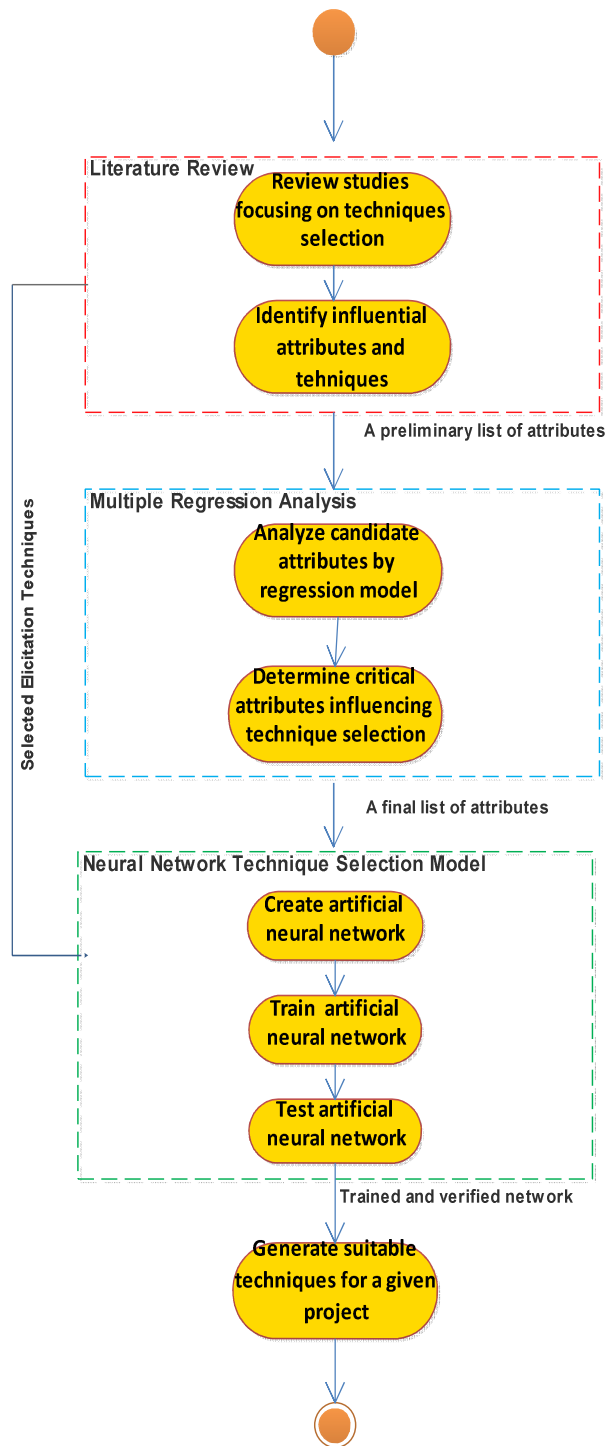 Literature Review
Review studies
focusing on techniques
selection
Identify influential
attributes and
tehniques
A preliminary list of attributes
Selected Elicitation Techniques
Multiple Regression Analysis
Analyze candidate
attributes by
regression model
Determine critical
attributes influencing
technique selection
A final list of attributes
Neural Network Technique Selection Model
Create artificial
neural network
Train artificial
neural network
Test artificial
neural network
Trained and verified network
Generate suitable
techniques for a given
project